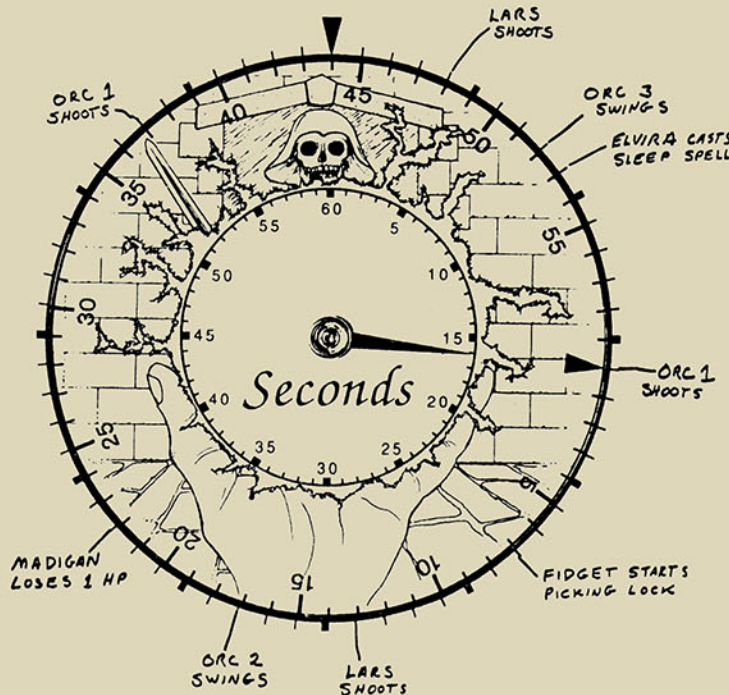 LARS
SHOOTS
ORC 3
SWINGS
ELVIRA CASTS
SLEEP SPELL
ORC 1
SHOOTS
FIDGET STARTS
PICKING LOCK
LARS
SHOOTS
ORC 2
SWINGS
MADIGAN
LOSES 1 HP
ORC 1
SHOOTS
45
50
55
5
10
15
20
25
30
35
40
60
5
10
15
20
25
30
35
40
45
50
55
Seconds